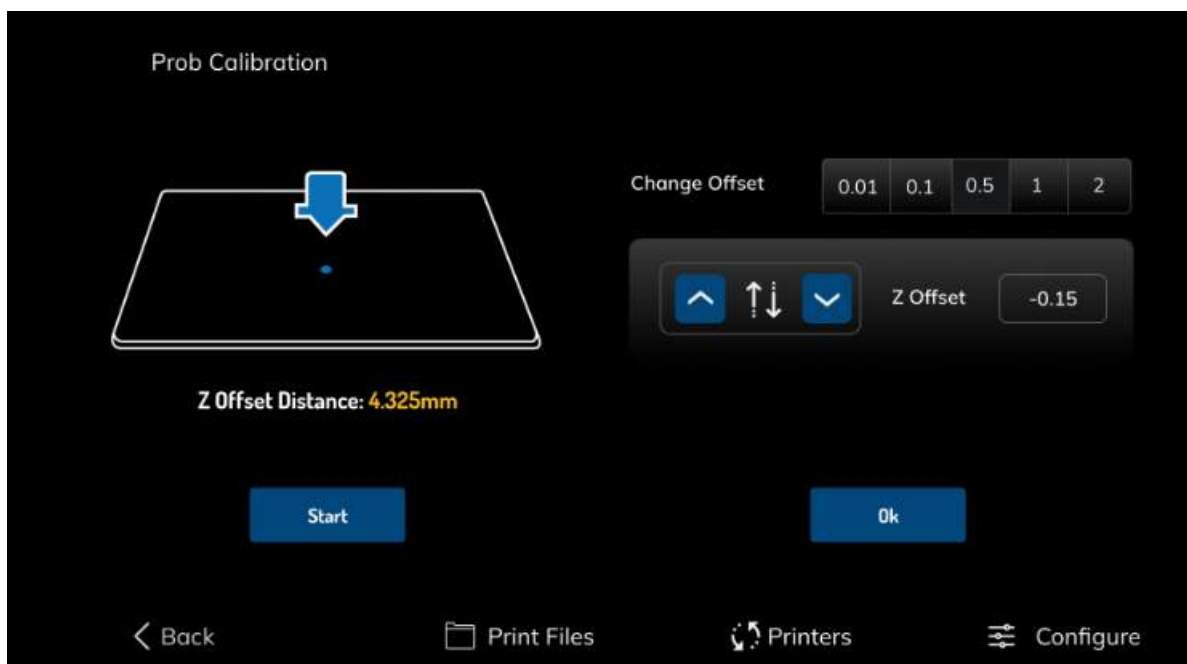 Prob Calibration
Change Offset
0.01 0.1 0.5 1 2
Z Offset -0.15
Z Offset Distance: 4.325mm
Start
Ok
Back
Print Files
Printers
Configure